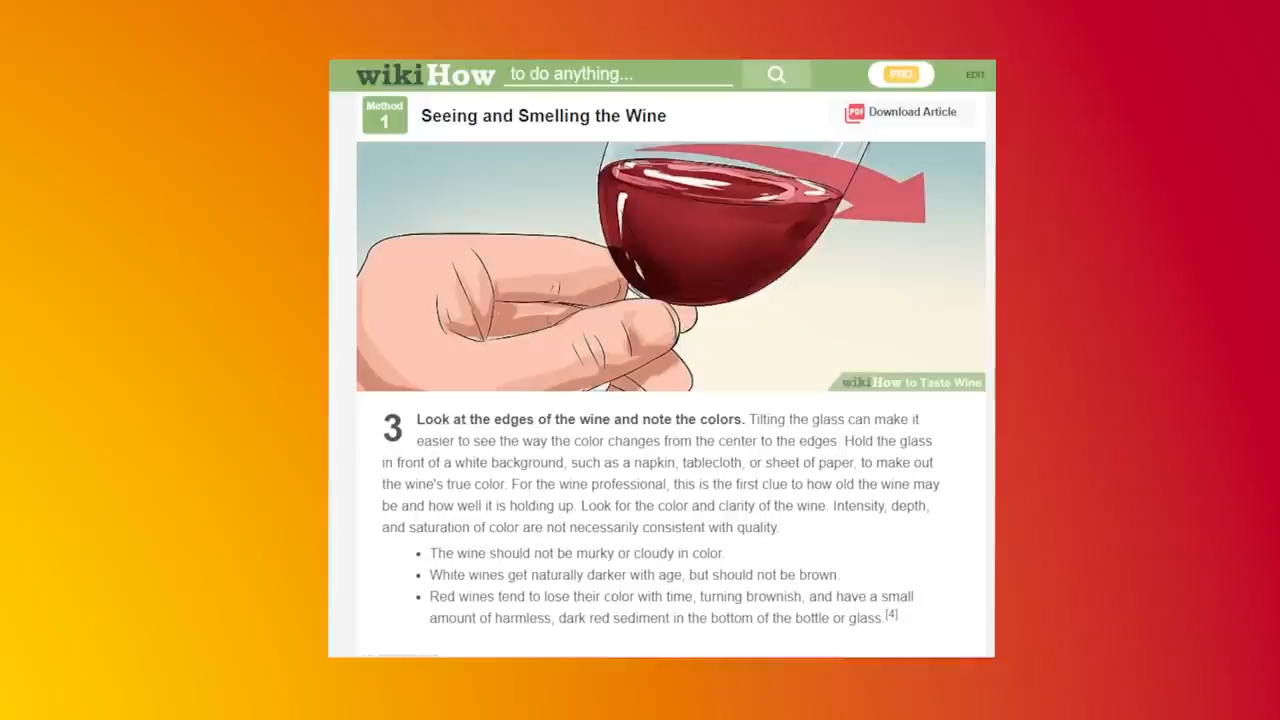 wikiHow to do anything... PRO EDIT
Method
1
Seeing and Smelling the Wine
PDF Download Article
wikiHow to Taste Wine
3 Look at the edges of the wine and note the colors. Tilting the glass can make it
easier to see the way the color changes from the center to the edges. Hold the glass
in front of a white background, such as a napkin, tablecloth, or sheet of paper, to make out
the wine's true color. For the wine professional, this is the first clue to how old the wine may
be and how well it is holding up. Look for the color and clarity of the wine. Intensity, depth,
and saturation of color are not necessarily consistent with quality.
• The wine should not be murky or cloudy in color.
• White wines get naturally darker with age, but should not be brown.
• Red wines tend to lose their color with time, turning brownish, and have a small
amount of harmless, dark red sediment in the bottom of the bottle or glass.[4]